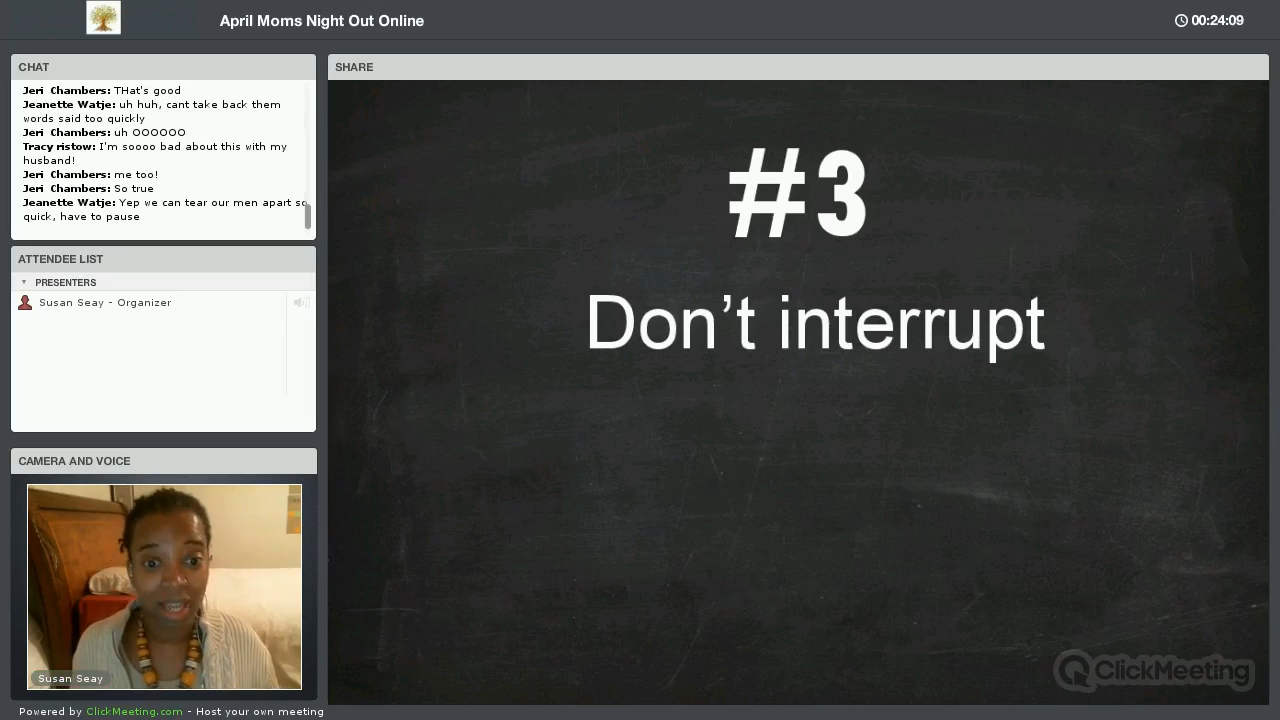 April Moms Night Out Online
00:24:09
CHAT
Jeri Chambers: THat's good
Jeanette Watje: uh huh, cant take back them
words said too quickly
Jeri Chambers: uh OOOOOO
Tracy ristow: I'm soooo bad about this with my
husband!
Jeri Chambers: me too!
Jeri Chambers: So true
Jeanette Watje: Yep we can tear our men apart so
quick, have to pause
ATTENDEE LIST
PRESENTERS
Susan Seay - Organizer
CAMERA AND VOICE
Susan Seay
Powered by ClickMeeting.com - Host your own meeting
SHARE
#3
Don't interrupt
ClickMeeting